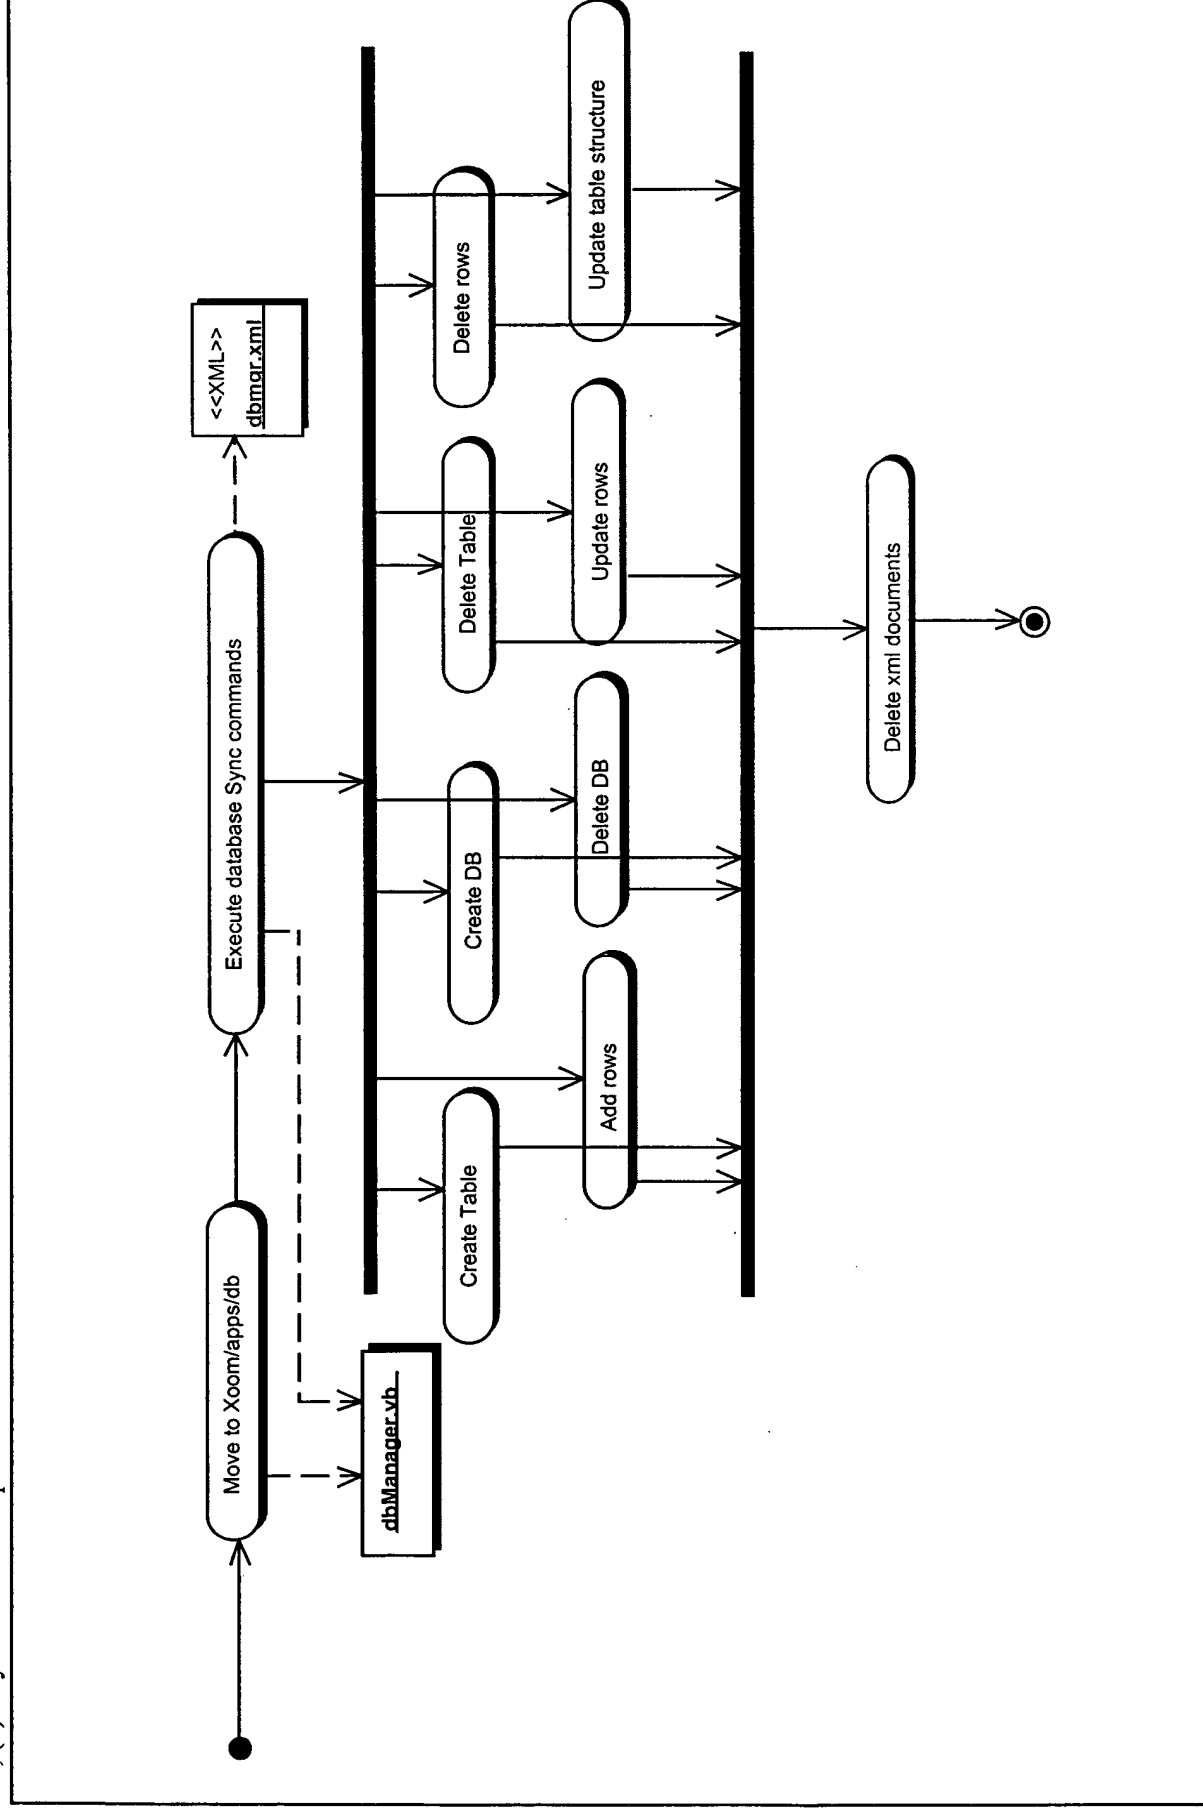 Move to Xoom/apps/db
Execute database Sync commands
<<XML>>
dbmgr.xml
dbManager.vb
Create Table
Create DB
Delete Table
Delete rows
Add rows
Delete DB
Update rows
Update table structure
Delete xml documents